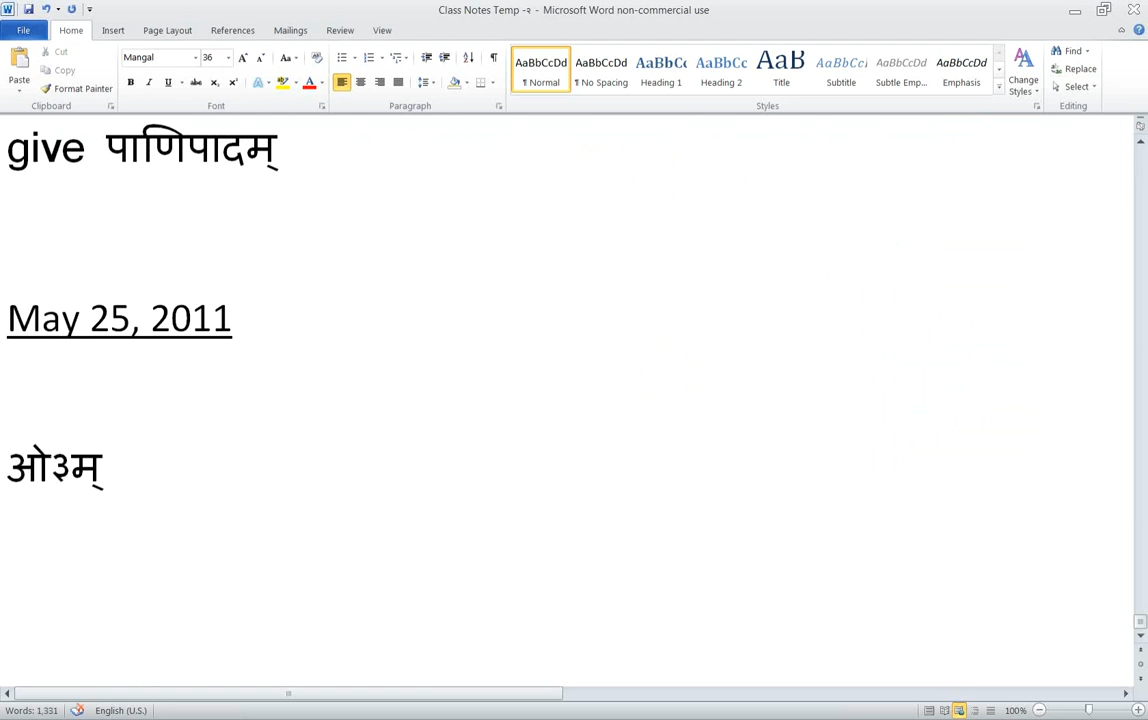 Class Notes Temp -२ - Microsoft Word non-commercial use
File Home Insert Page Layout References Mailings Review View
Paste
Cut
Copy
Format Painter
Clipboard
Mangal 36
Font
Paragraph
AaBbCcDd AaBbCcDd AaBbCc AaBbCc AaB AaBbCcI AaBbCcDd AaBbCcDd
¶ Normal ¶ No Spacing Heading 1 Heading 2 Title Subtitle Subtle Emp... Emphasis
Change Styles
Styles
Find
Replace
Select
Editing
give पाणिपादम्
May 25, 2011
ओ३म्
Words: 1,331 English (U.S.) 100%